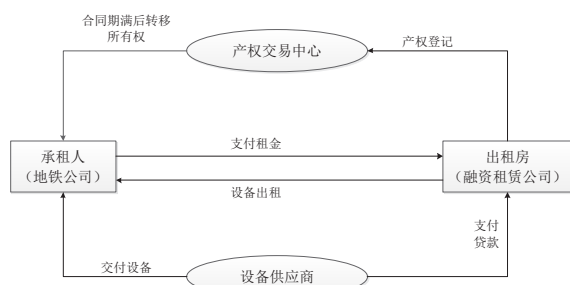 合同期满后转移
所有权
产权交易中心
产权登记
承租人
（地铁公司）
支付租金
设备出租
出租房
（融资租赁公司）
支付
贷款
交付设备
设备供应商